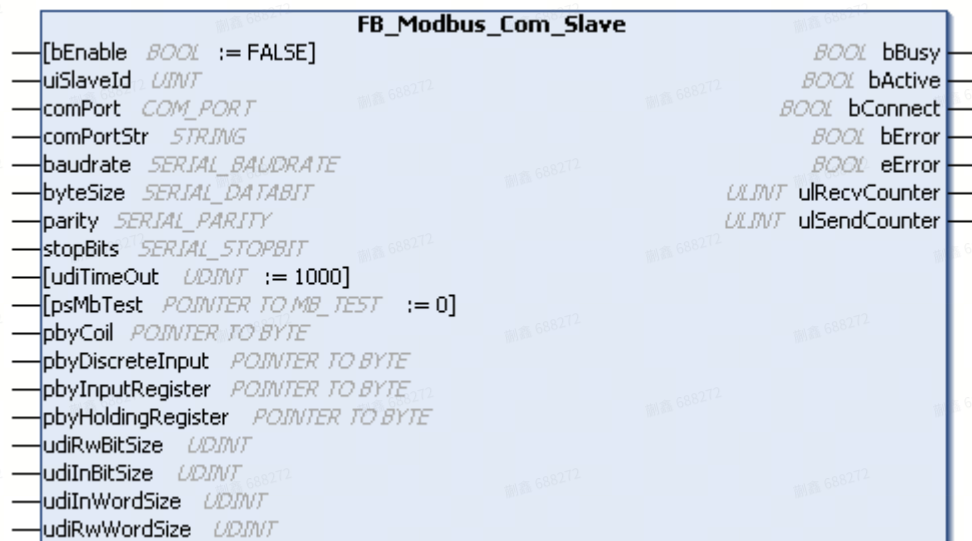 FB_Modbus_Com_Slave
[bEnable BOOL := FALSE] BOOL bBusy
uiSlaveId UINT BOOL bActive
comPort COM_PORT BOOL bConnect
comPortStr STRING BOOL bError
baudrate SERIAL_BAUDRATE BOOL eError
byteSize SERIAL_DATABIT ULINT ulRecvCounter
parity SERIAL_PARITY ULINT ulSendCounter
stopBits SERIAL_STOPBIT
[udiTimeOut UDINT := 1000]
[psMbTest POINTER TO MB_TEST := 0]
pbyCoil POINTER TO BYTE
pbyDiscreteInput POINTER TO BYTE
pbyInputRegister POINTER TO BYTE
pbyHoldingRegister POINTER TO BYTE
udiRwBitSize UDINT
udiInBitSize UDINT
udiInWordSize UDINT
udiRwWordSize UDINT